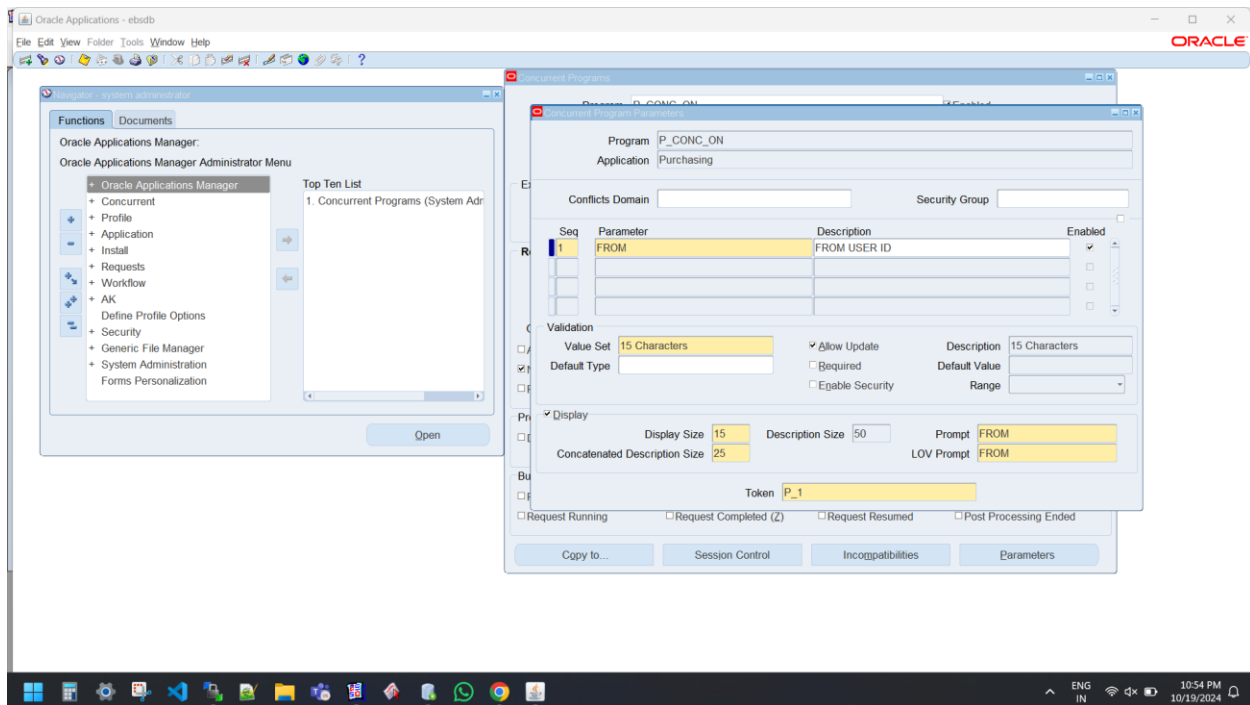 Oracle Applications - ebsdb
File Edit View Folder Tools Window Help
ORACLE
Navigator - system administrator
Functions Documents
Oracle Applications Manager:
Oracle Applications Manager Administrator Menu
+ Oracle Applications Manager
+ Concurrent
+ Profile
+ Application
+ Install
+ Requests
+ Workflow
+ AK
Define Profile Options
+ Security
+ Generic File Manager
+ System Administration
Forms Personalization
Top Ten List
1. Concurrent Programs (System Adr
Open
Concurrent Programs
Concurrent Program Parameters
Program P_CONC_ON
Application Purchasing
Conflicts Domain Security Group
Seq Parameter Description Enabled
1 FROM FROM USER ID
Validation
Value Set 15 Characters Allow Update Description 15 Characters
Default Type Required Default Value
Enable Security Range
Display
Display Size 15 Description Size 50 Prompt FROM
Concatenated Description Size 25 LOV Prompt FROM
Token P_1
Request Running Request Completed (Z) Request Resumed Post Processing Ended
Copy to... Session Control Incompatibilities Parameters
ENG
IN
10:54 PM
10/19/2024